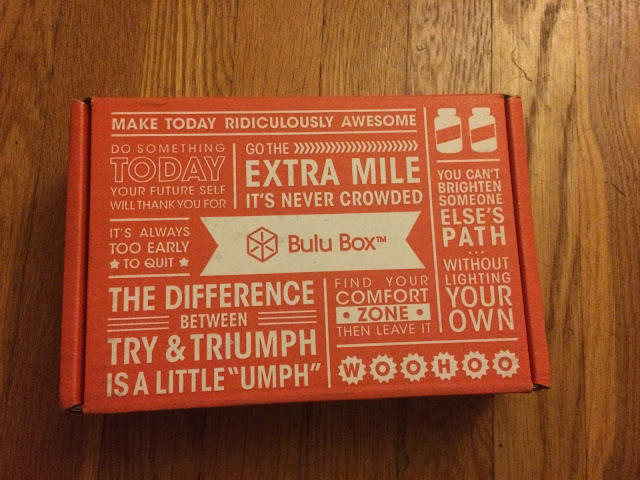 MAKE TODAY RIDICULOUSLY AWESOME
DO SOMETHING
TODAY
YOUR FUTURE SELF
WILL THANK YOU FOR
GO THE
EXTRA MILE
IT'S NEVER CROWDED
YOU CAN'T
BRIGHTEN
SOMEONE
ELSE'S
PATH
...
WITHOUT
LIGHTING
YOUR
OWN
IT'S ALWAYS
TOO EARLY
TO QUIT
Bulu Box™
THE DIFFERENCE
BETWEEN
TRY & TRIUMPH
IS A LITTLE "UMPH"
FIND YOUR
COMFORT
ZONE
THEN LEAVE IT
WOOHOO